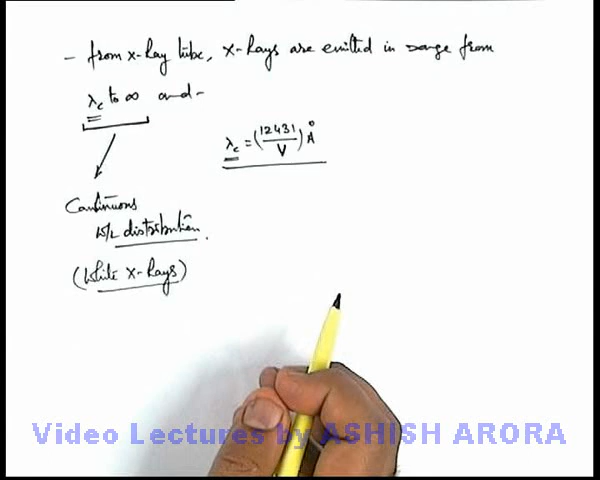 - from X-Ray tube, X-Rays are emitted in range from
λc to ∞ and -
λc = (12431/V) Å
Continuous
w/L distribution.
(White X-Rays)
Video Lectures by ASHISH ARORA